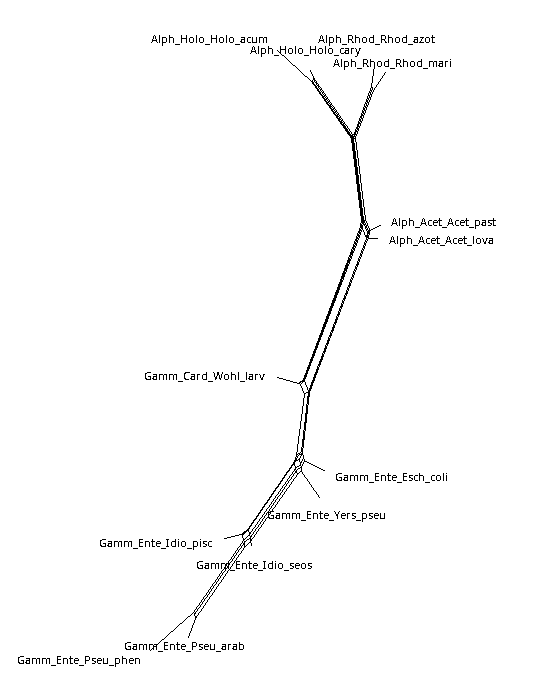 Alph_Holo_Holo_acum
Alph_Rhod_Rhod_azot
Alph_Holo_Holo_cary
Alph_Rhod_Rhod_mari
Alph_Acet_Acet_past
Alph_Acet_Acet_lova
Gamm_Card_Wohl_larv
Gamm_Ente_Esch_coli
Gamm_Ente_Yers_pseu
Gamm_Ente_Idio_pisc
Gamm_Ente_Idio_seos
Gamm_Ente_Pseu_arab
Gamm_Ente_Pseu_phen